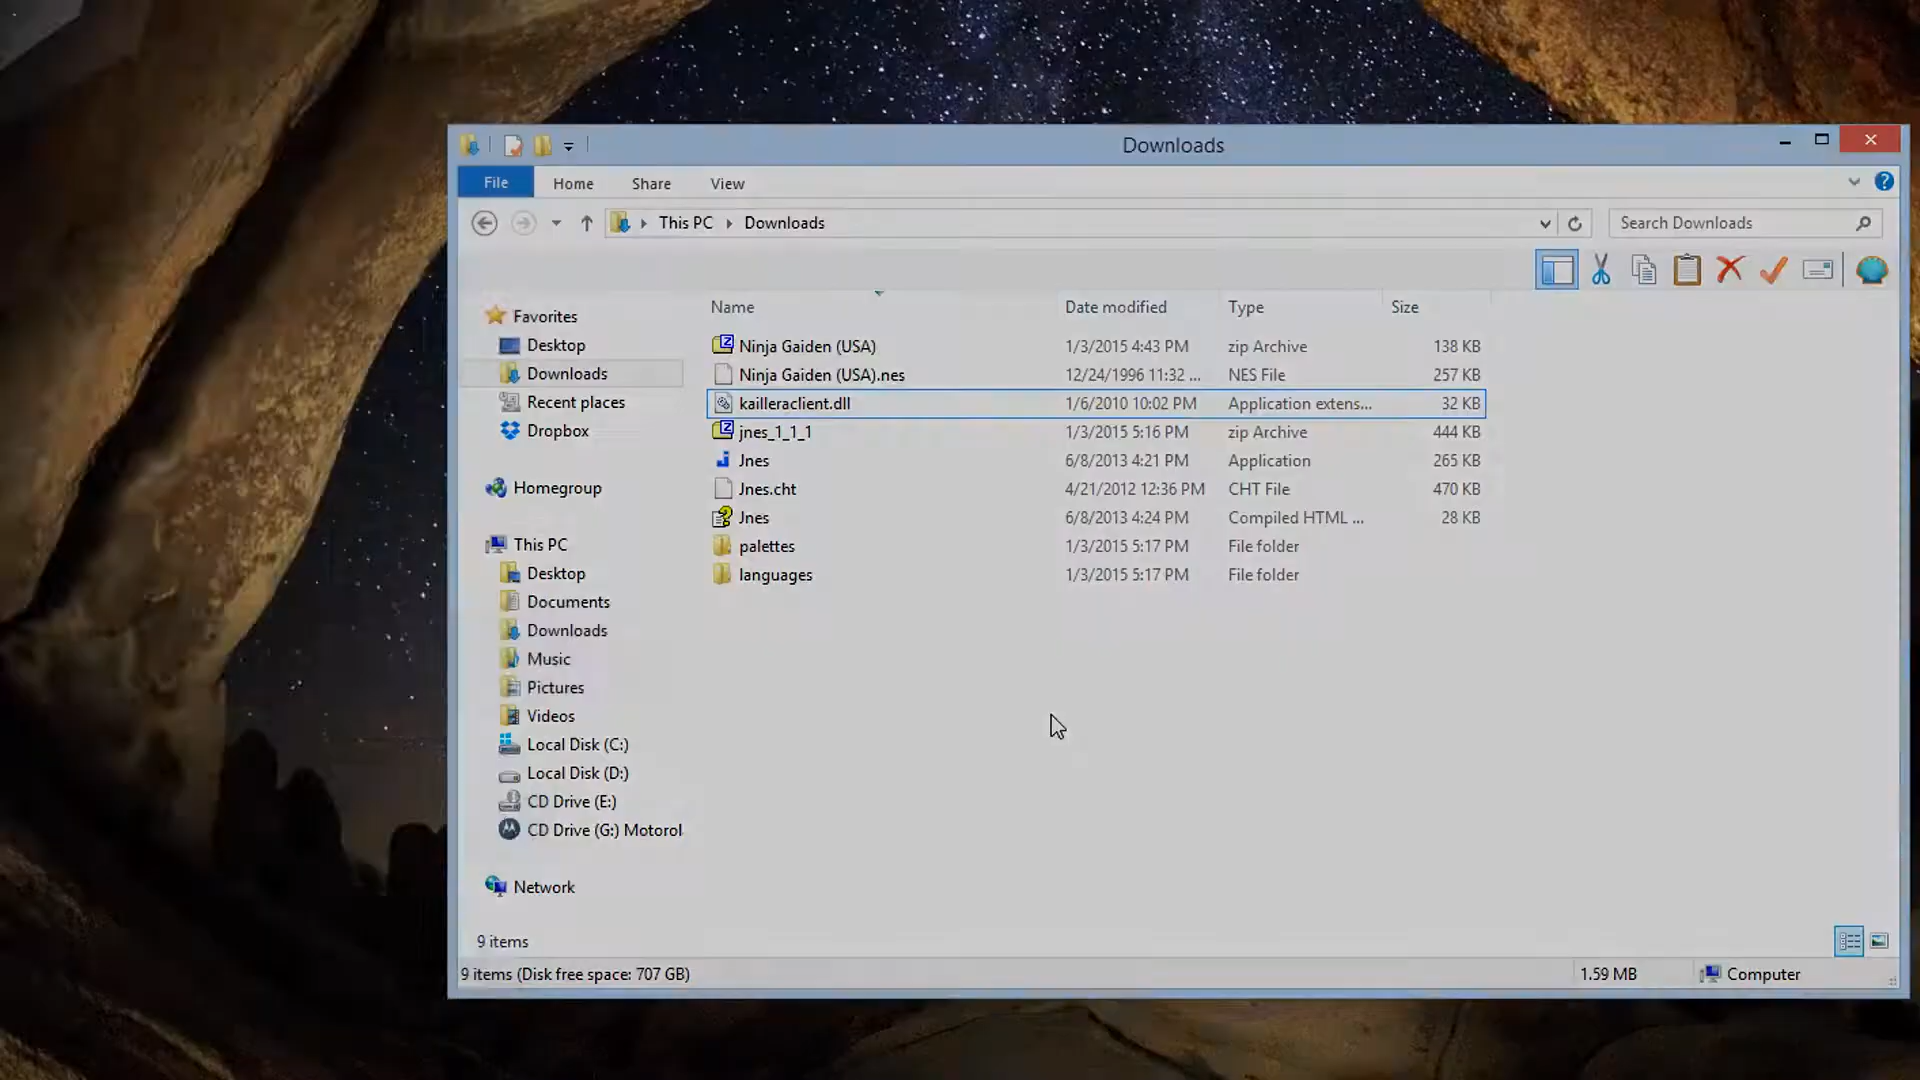 Downloads
File Home Share View
This PC Downloads Search Downloads
Name Date modified Type Size
Favorites
Desktop
Downloads
Recent places
Dropbox
Homegroup
This PC
Desktop
Documents
Downloads
Music
Pictures
Videos
Local Disk (C:)
Local Disk (D:)
CD Drive (E:)
CD Drive (G:) Motorol
Network
Ninja Gaiden (USA) 1/3/2015 4:43 PM zip Archive 138 KB
Ninja Gaiden (USA).nes 12/24/1996 11:32 ... NES File 257 KB
kailleraclient.dll 1/6/2010 10:02 PM Application extens... 32 KB
jnes_1_1_1 1/3/2015 5:16 PM zip Archive 444 KB
Jnes 6/8/2013 4:21 PM Application 265 KB
Jnes.cht 4/21/2012 12:36 PM CHT File 470 KB
Jnes 6/8/2013 4:24 PM Compiled HTML ... 28 KB
palettes 1/3/2015 5:17 PM File folder
languages 1/3/2015 5:17 PM File folder
9 items
9 items (Disk free space: 707 GB) 1.59 MB Computer